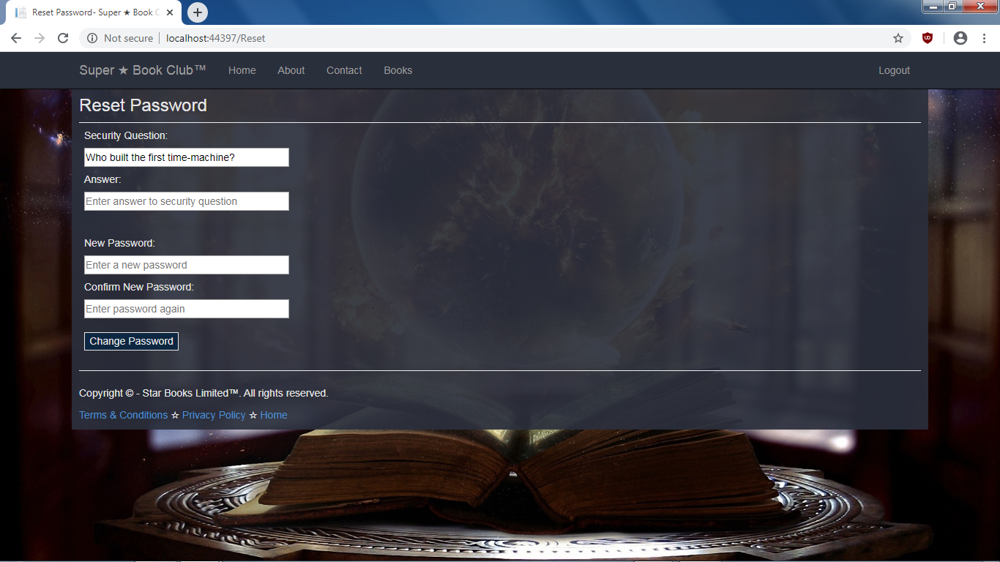 Reset Password- Super ★ Book C
Not secure | localhost:44397/Reset
Super ★ Book Club™ Home About Contact Books Logout
Reset Password
Security Question:
Who built the first time-machine?
Answer:
Enter answer to security question
New Password:
Enter a new password
Confirm New Password:
Enter password again
Change Password
Copyright © - Star Books Limited™. All rights reserved.
Terms & Conditions ☆ Privacy Policy ☆ Home